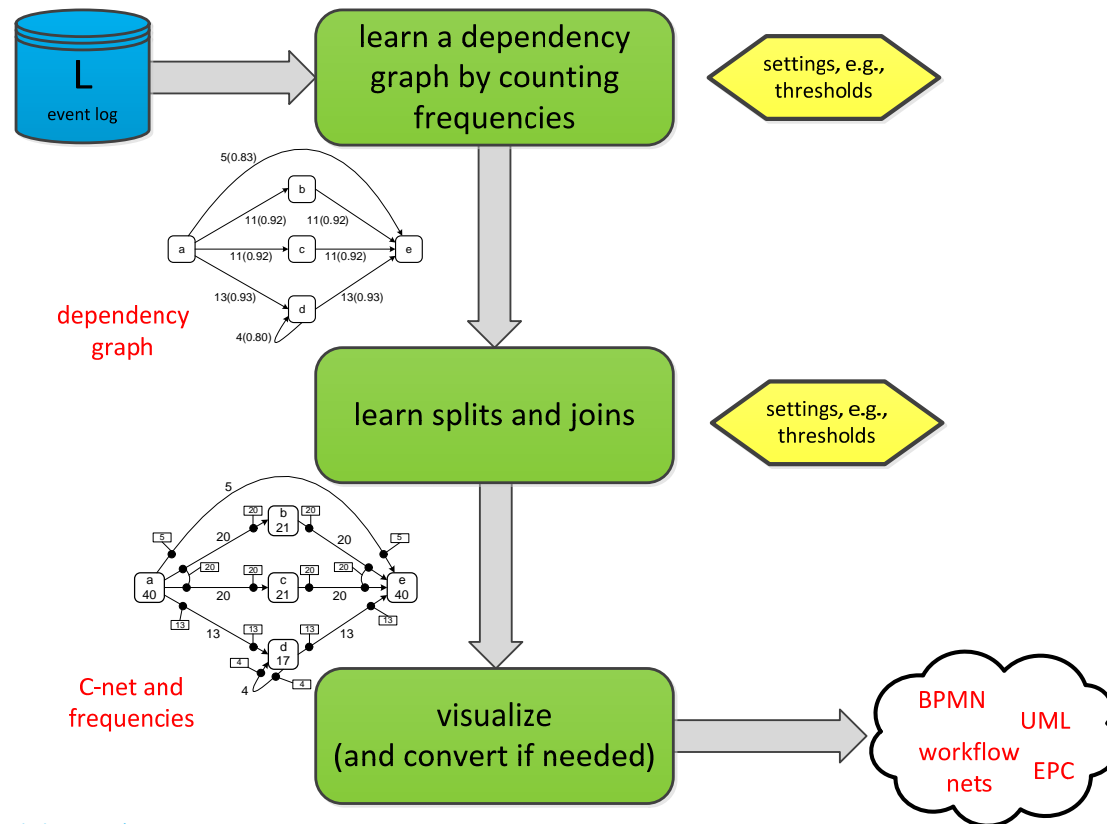 L
event log
learn a dependency
graph by counting
frequencies
settings, e.g.,
thresholds
5(0.83)
b
11(0.92)
11(0.92)
a
c
e
11(0.92)
11(0.92)
d
13(0.93)
13(0.93)
4(0.80)
dependency
graph
learn splits and joins
settings, e.g.,
thresholds
5
5
5
20
b
21
20
20
20
20
20
20
20
a
40
c
21
e
40
20
20
13
13
13
13
13
13
d
17
4
4
4
C-net and
frequencies
visualize
(and convert if needed)
BPMN
UML
workflow
nets
EPC